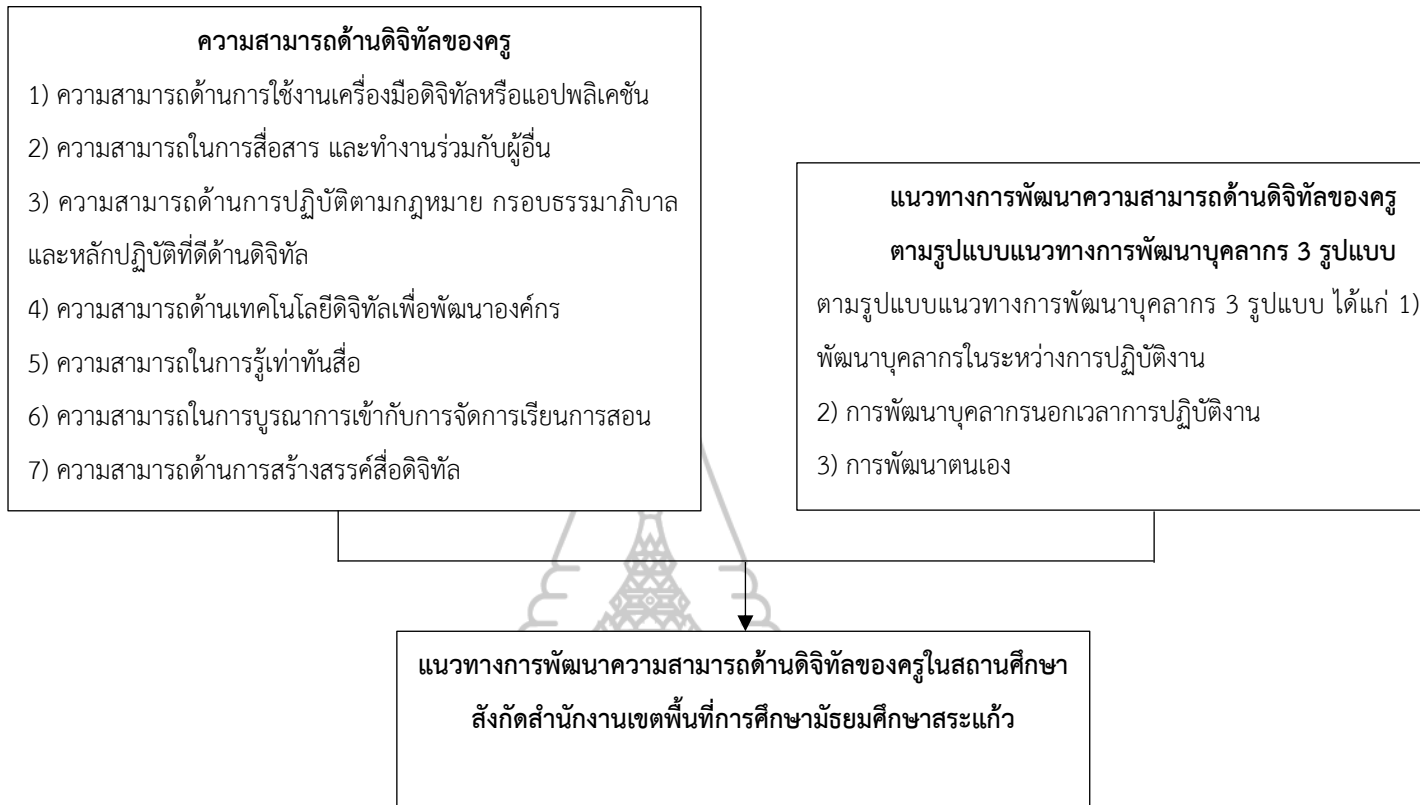 ความสามารถด้านดิจิทัลของครู
1) ความสามารถด้านการใช้งานเครื่องมือดิจิทัลหรือแอปพลิเคชัน
2) ความสามารถในการสื่อสาร และทำงานร่วมกับผู้อื่น
3) ความสามารถด้านการปฏิบัติตามกฎหมาย กรอบธรรมาภิบาล
และหลักปฏิบัติที่ดีด้านดิจิทัล
4) ความสามารถด้านเทคโนโลยีดิจิทัลเพื่อพัฒนาองค์กร
5) ความสามารถในการรู้เท่าทันสื่อ
6) ความสามารถในการบูรณาการเข้ากับการจัดการเรียนการสอน
7) ความสามารถด้านการสร้างสรรค์สื่อดิจิทัล
แนวทางการพัฒนาความสามารถด้านดิจิทัลของครู
ตามรูปแบบแนวทางการพัฒนาบุคลากร 3 รูปแบบ
ตามรูปแบบแนวทางการพัฒนาบุคลากร 3 รูปแบบ ได้แก่ 1)
พัฒนาบุคลากรในระหว่างการปฏิบัติงาน
2) การพัฒนาบุคลากรนอกเวลาการปฏิบัติงาน
3) การพัฒนาตนเอง
แนวทางการพัฒนาความสามารถด้านดิจิทัลของครูในสถานศึกษา
สังกัดสำนักงานเขตพื้นที่การศึกษามัธยมศึกษาสระแก้ว